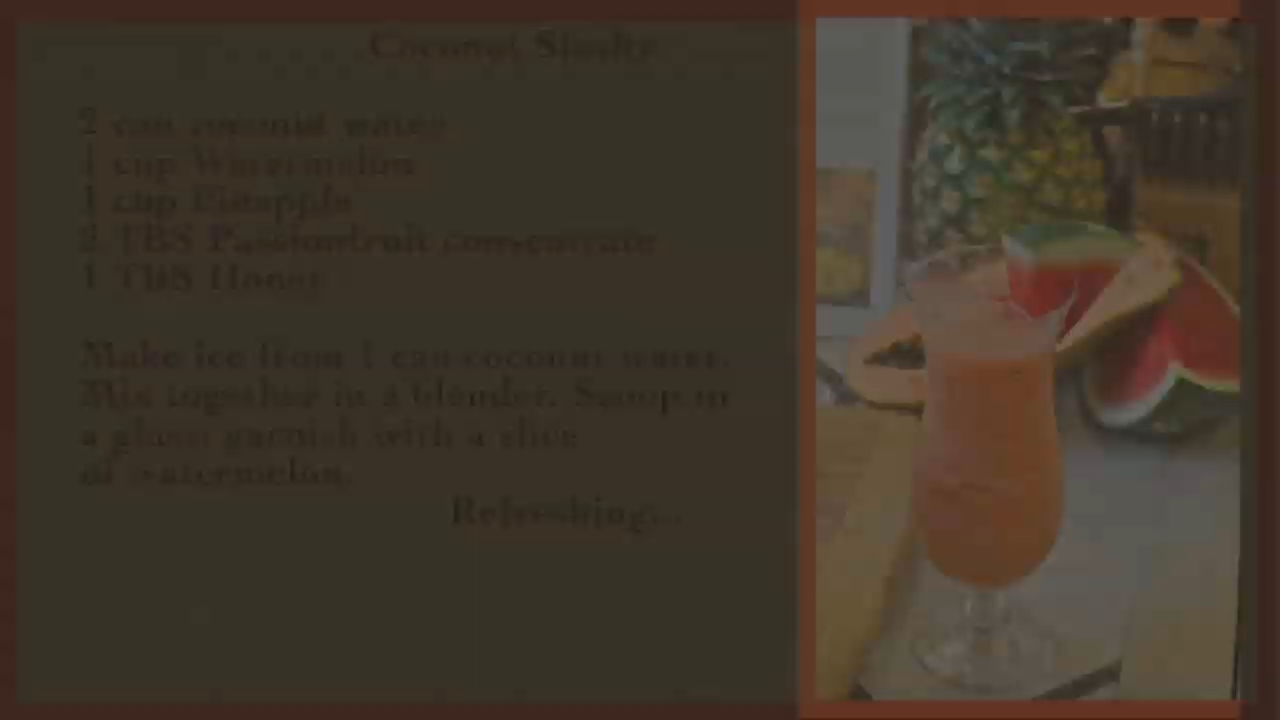 Coconut Slushy
2 can coconut water
1 cup Watermelon
1 cup Pineapple
2 TBS Passionfruit concentrate
1 TBS Honey
Make ice from 1 can coconut water.
Mix together in a blender. Scoop in
a glass, garnish with a slice
of watermelon.
Refreshing...